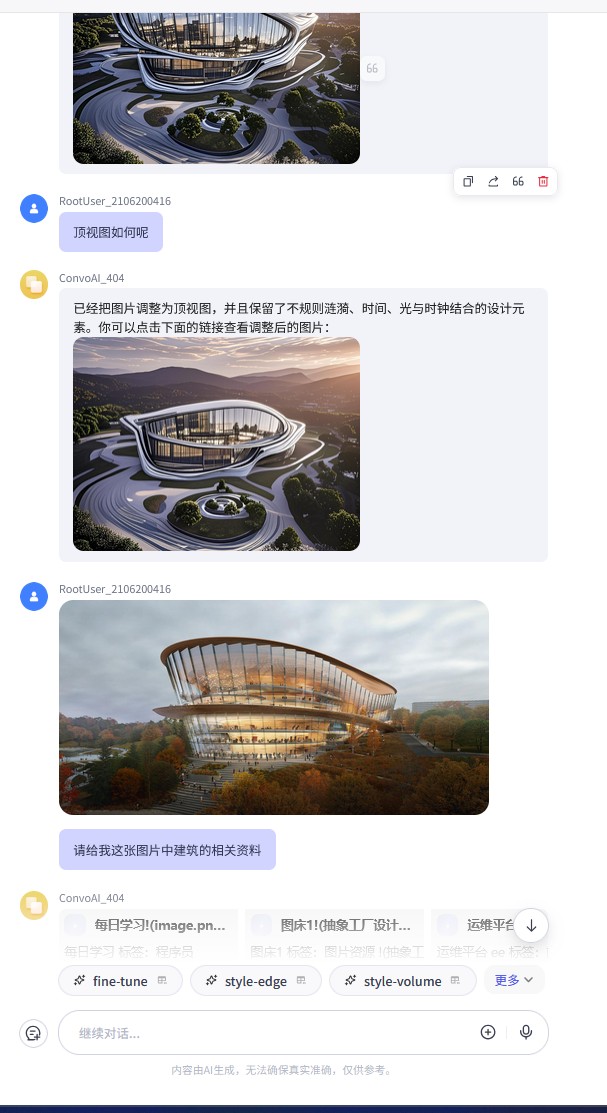 RootUser_2106200416
顶视图如何呢
ConvoAI_404
已经把图片调整为顶视图，并且保留了不规则涟漪、时间、光与时钟结合的设计元
素。你可以点击下面的链接查看调整后的图片：
RootUser_2106200416
请给我这张图片中建筑的相关资料
ConvoAI_404
每日学习!(image.pn...
图床1!(抽象工厂设计...
运维平台
每日学习 标签：程序员
图床1 标签：图片资源 !(抽象工
运维平台 ee 标签：
fine-tune
style-edge
style-volume
更多
继续对话...
内容由AI生成，无法确保真实准确，仅供参考。